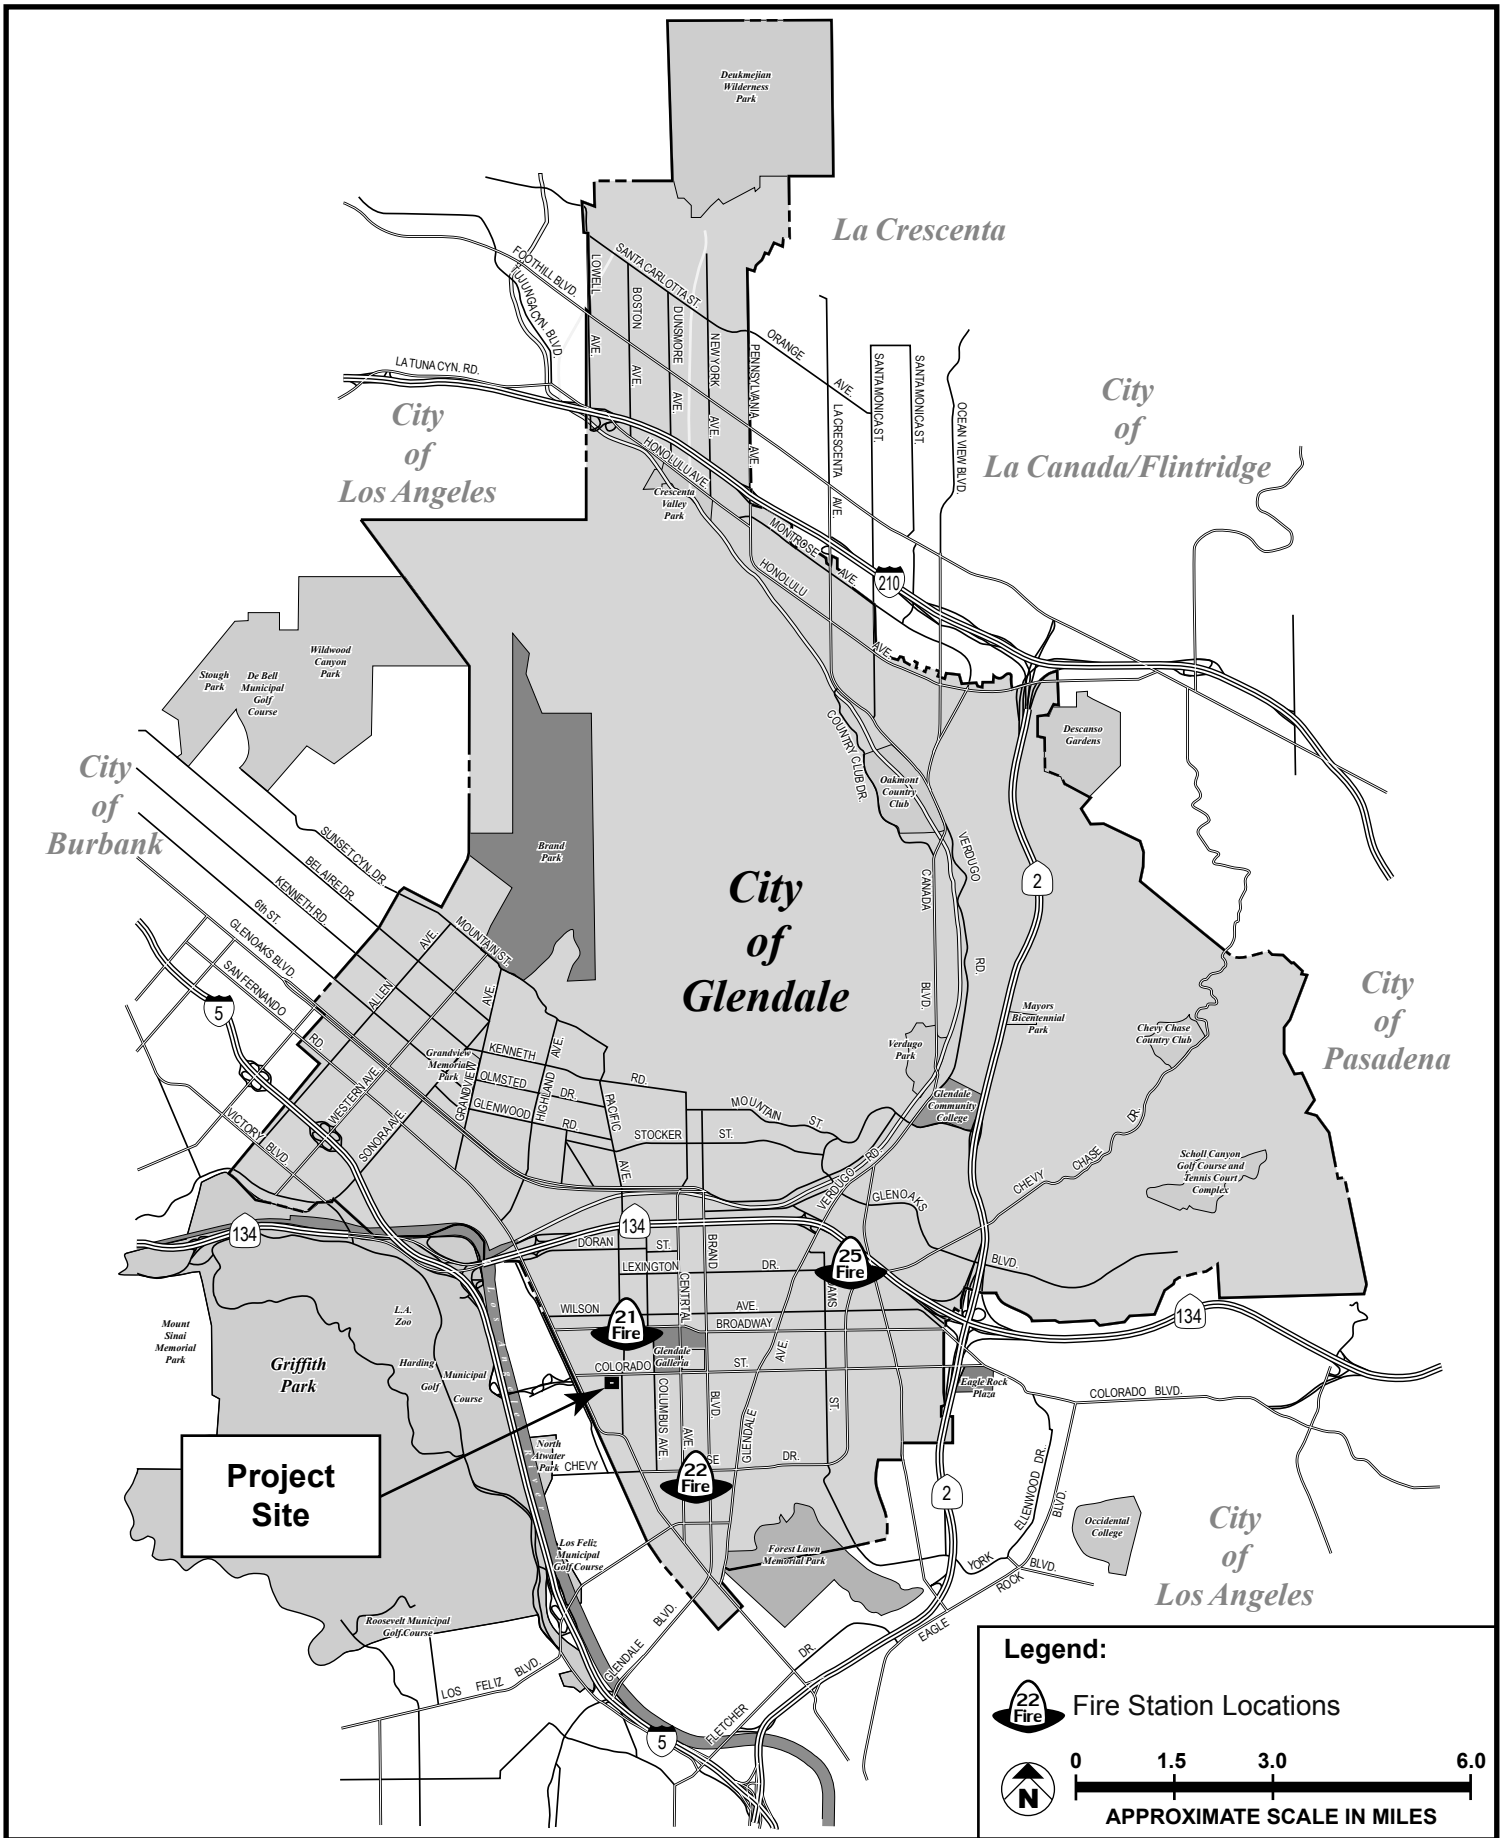 Deukmejian
Wilderness
Park
La Crescenta
FOOTHILL BLVD.
TUJUNGA CYN. BLVD.
LOWELL AVE.
SANTA CARLOTTA ST.
BOSTON AVE.
DUNSMORE AVE.
NEW YORK AVE.
PENNSYLVANIA AVE.
ORANGE AVE.
LA CRESCENTA AVE.
SANTA MONICA ST.
SANTA MONICA ST.
OCEAN VIEW BLVD.
LA TUNA CYN. RD.
City
of
Los Angeles
City
of
La Canada/Flintridge
HONOLULU AVE.
Crescenta
Valley
Park
MONTROSE AVE.
HONOLULU AVE.
210
Wildwood
Canyon
Park
Stough
Park
De Bell
Municipal
Golf
Course
Descanso
Gardens
COUNTRY CLUB DR.
Oakmont
Country
Club
City
of
Burbank
SUNSET CYN. DR.
BELAIRE DR.
KENNETH RD.
6th ST.
GLENOAKS BLVD.
SAN FERNANDO RD.
Brand
Park
VERDUGO RD.
CANADA BLVD.
2
City
of
Glendale
MOUNTAIN ST.
ALLEN AVE.
5
City
of
Pasadena
Mayors
Bicentennial
Park
Chevy Chase
Country Club
Verdugo
Park
Grandview
Memorial
Park
GRANDVIEW AVE.
KENNETH RD.
OLMSTED DR.
GLENWOOD RD.
HIGHLAND AVE.
PACIFIC AVE.
WESTERN AVE.
SONORA AVE.
VICTORY BLVD.
Glendale
Community
College
MOUNTAIN ST.
STOCKER ST.
VERDUGO RD.
GLENOAKS BLVD.
CHEVY CHASE DR.
Scholl Canyon
Golf Course and
Tennis Court
Complex
134
134
DORAN ST.
BRAND BLVD.
LEXINGTON DR.
CENTRTAL AVE.
25
Fire
AMS ST.
WILSON AVE.
21
Fire
BROADWAY
134
Glendale
Galleria
COLORADO ST.
L.A.
Zoo
Mount
Sinai
Memorial
Park
Griffith
Park
Harding
Golf
Municipal
Course
COLUMBUS AVE.
GLENDALE AVE.
Eagle Rock
Plaza
COLORADO BLVD.
Project
Site
North
Atwater
Park
CHEVY
SE
DR.
22
Fire
2
ELLENWOOD DR.
Occidental
College
City
of
Los Angeles
Los Feliz
Municipal
Golf Course
Forest Lawn
Memorial Park
YORK BLVD.
EAGLE ROCK BLVD.
Roosevelt Municipal
Golf Course
LOS FELIZ BLVD.
GLENDALE BLVD.
FLETCHER DR.
5
Legend:
22
Fire
Fire Station Locations
N
0 1.5 3.0 6.0
APPROXIMATE SCALE IN MILES